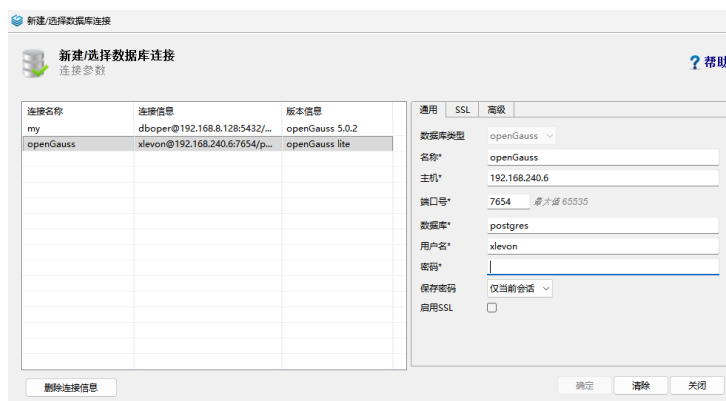 新建/选择数据库连接
新建/选择数据库连接
连接参数
?帮助
连接名称 连接信息 版本信息
my dboper@192.168.8.128:5432/... openGauss 5.0.2
openGauss xlevon@192.168.240.6:7654/p... openGauss lite
通用 SSL 高级
数据库类型 openGauss
名称* openGauss
主机* 192.168.240.6
端口号* 7654 最大值 65535
数据库* postgres
用户名* xlevon
密码*
保存密码 仅当前会话
启用SSL
删除连接信息 确定 清除 关闭